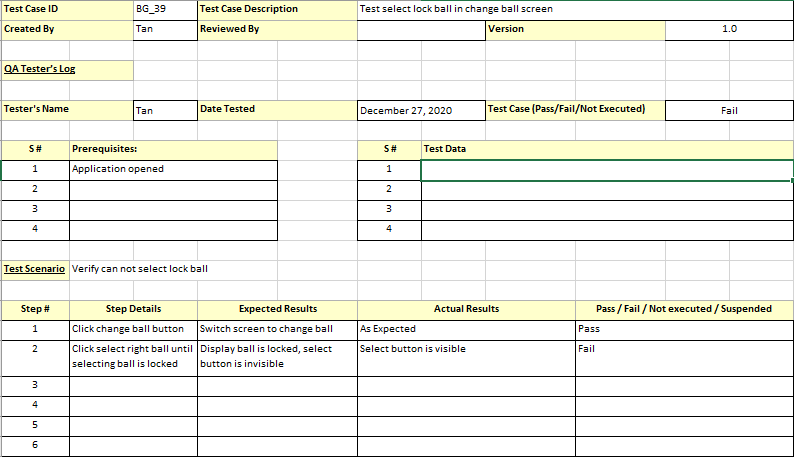 Test Case ID BG_39 Test Case Description Test select lock ball in change ball screen
Created By Tan Reviewed By Version 1.0
QA Tester's Log
Tester's Name Tan Date Tested December 27, 2020 Test Case (Pass/Fail/Not Executed) Fail
S # Prerequisites: S # Test Data
1 Application opened 1
2 2
3 3
4 4
Test Scenario Verify can not select lock ball
Step # Step Details Expected Results Actual Results Pass / Fail / Not executed / Suspended
1 Click change ball button Switch screen to change ball As Expected Pass
2 Click select right ball until Display ball is locked, select Select button is visible Fail
selecting ball is locked button is invisible
3
4
5
6